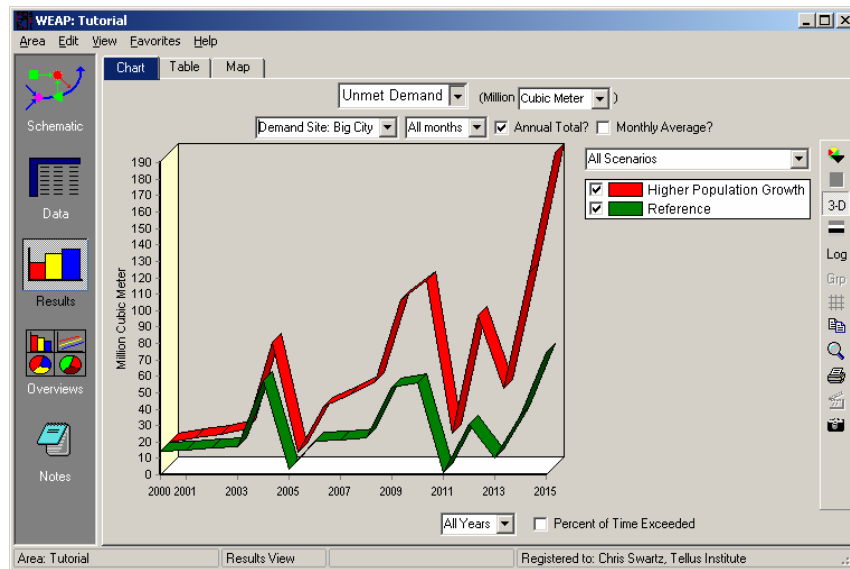 WEAP: Tutorial
Area Edit View Favorites Help
Chart Table Map
Unmet Demand (Million Cubic Meter )
Demand Site: Big City All months Annual Total? Monthly Average?
All Scenarios
Higher Population Growth
Reference
Schematic
Data
Results
Overviews
Notes
Million Cubic Meter
190
180
170
160
150
140
130
120
110
100
90
80
70
60
50
40
30
20
10
0
2000 2001 2003 2005 2007 2009 2011 2013 2015
3-D
Log
Grp
All Years Percent of Time Exceeded
Area: Tutorial Results View Registered to: Chris Swartz, Tellus Institute